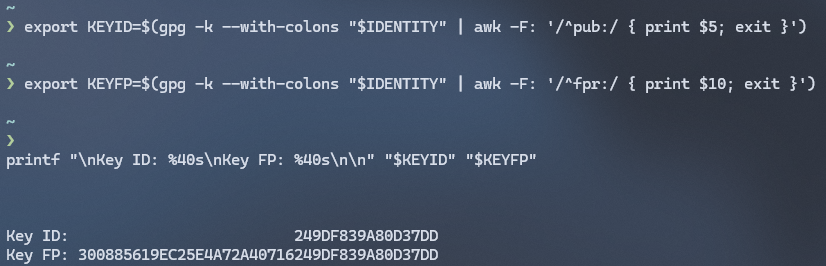 ~
❯ export KEYID=$(gpg -k --with-colons "$IDENTITY" | awk -F: '/^pub:/ { print $5; exit }')
~
❯ export KEYFP=$(gpg -k --with-colons "$IDENTITY" | awk -F: '/^fpr:/ { print $10; exit }')
~
❯
printf "\nKey ID: %40s\nKey FP: %40s\n\n" "$KEYID" "$KEYFP"
Key ID:                         249DF839A80D37DD
Key FP: 300885619EC25E4A72A40716249DF839A80D37DD